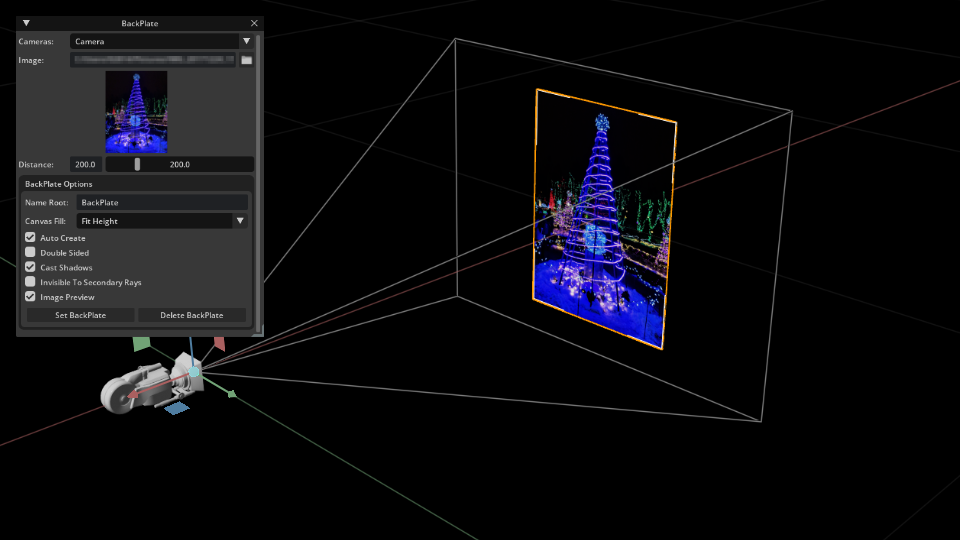 BackPlate
Cameras: Camera
Image:
Distance: 200.0 200.0
BackPlate Options
Name Root: BackPlate
Canvas Fill: Fit Height
Auto Create
Double Sided
Cast Shadows
Invisible To Secondary Rays
Image Preview
Set BackPlate Delete BackPlate